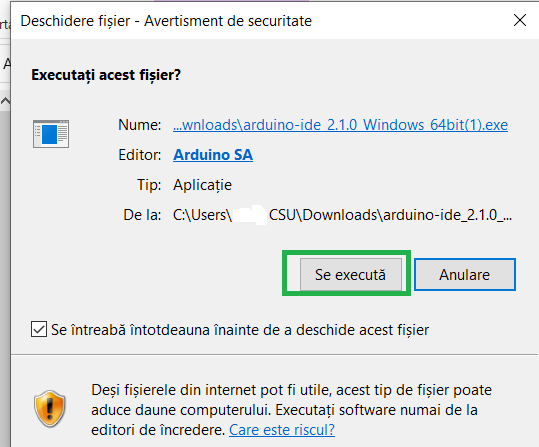 Deschidere fișier - Avertisment de securitate
Executați acest fișier?
Nume: ...wnloads\arduino-ide_2.1.0_Windows_64bit(1).exe
Editor: Arduino SA
Tip: Aplicație
De la: C:\Users\ CSU\Downloads\arduino-ide_2.1.0_...
Se execută Anulare
Se întreabă întotdeauna înainte de a deschide acest fișier
Deși fișierele din internet pot fi utile, acest tip de fișier poate
aduce daune computerului. Executați software numai de la
editori de încredere. Care este riscul?